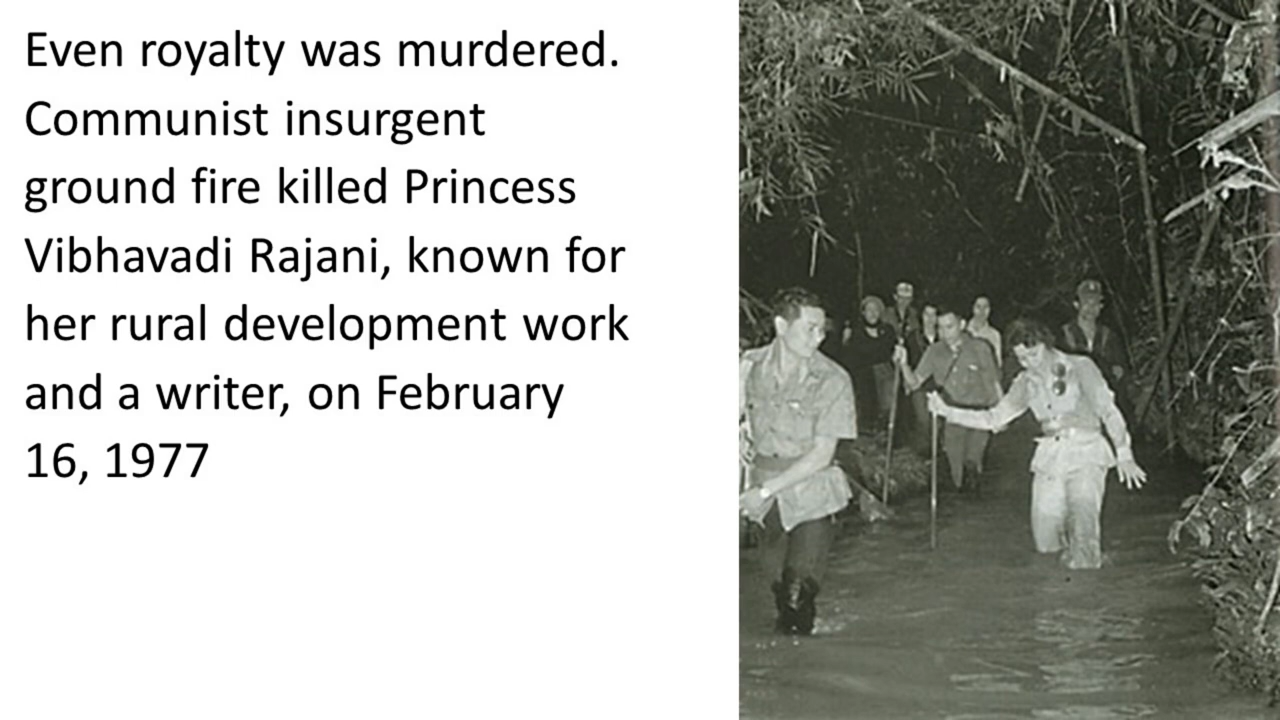 Even royalty was murdered.
Communist insurgent
ground fire killed Princess
Vibhavadi Rajani, known for
her rural development work
and a writer, on February
16, 1977